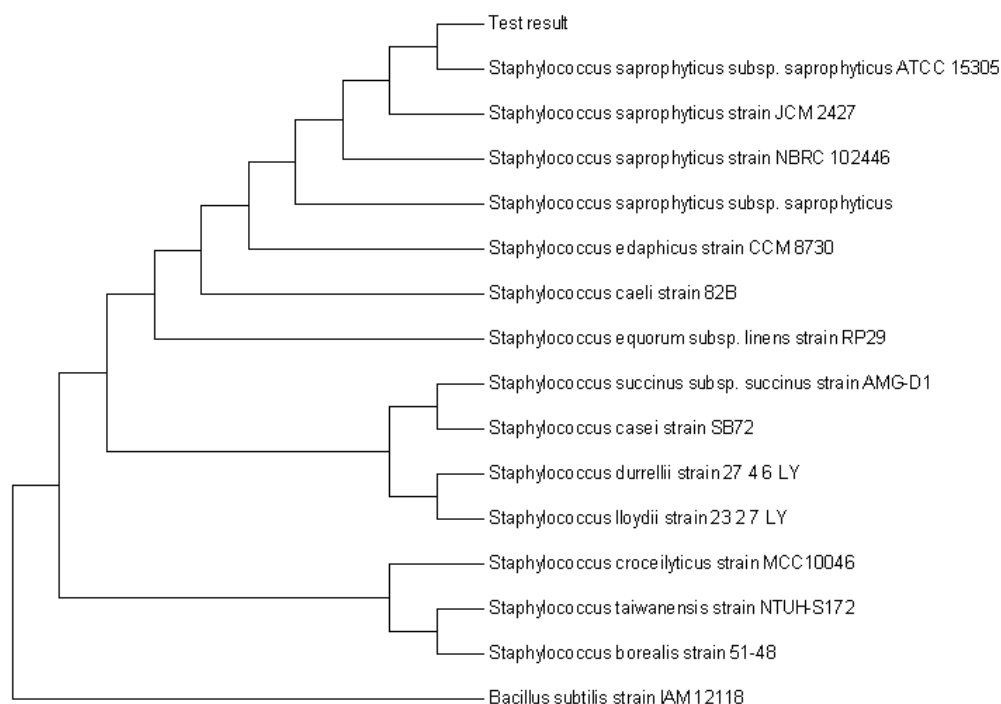 Test result
Staphylococcus saprophyticus subsp. saprophyticus ATCC 15305
Staphylococcus saprophyticus strain JCM 2427
Staphylococcus saprophyticus strain NBRC 102446
Staphylococcus saprophyticus subsp. saprophyticus
Staphylococcus edaphicus strain CCM 8730
Staphylococcus caeli strain 82B
Staphylococcus equorum subsp. linens strain RP29
Staphylococcus succinus subsp. succinus strain AMG-D1
Staphylococcus casei strain SB72
Staphylococcus durrellii strain 27 4 6 LY
Staphylococcus lloydii strain 23 2 7 LY
Staphylococcus croceilyticus strain MCC10046
Staphylococcus taiwanensis strain NTUH-S172
Staphylococcus borealis strain 51-48
Bacillus subtilis strain IAM 12118